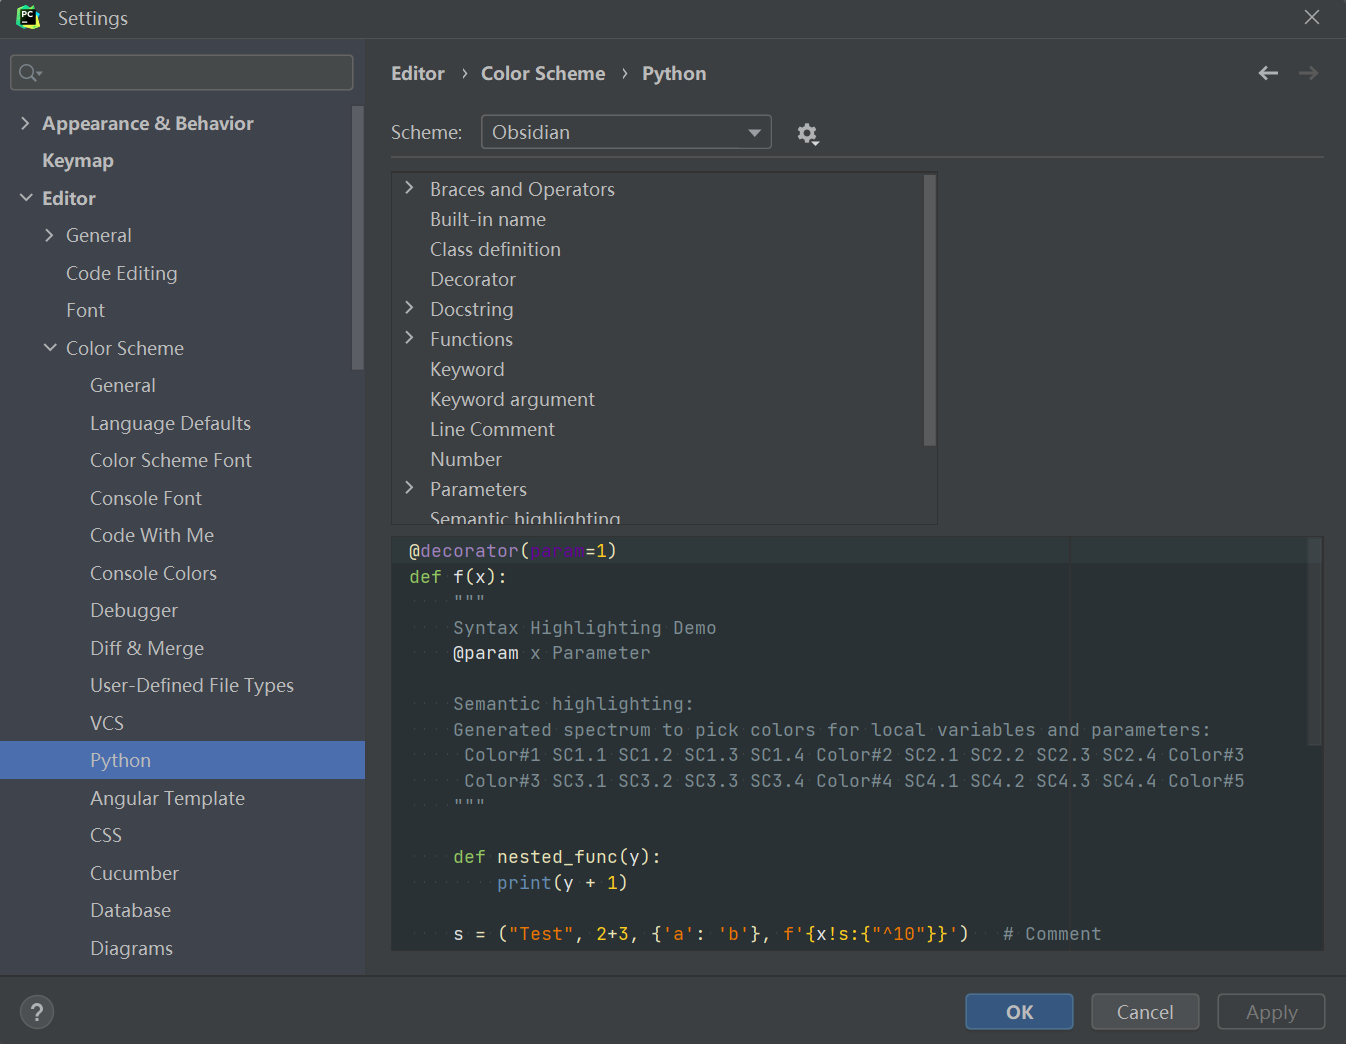 PC
Settings
Appearance & Behavior
Keymap
Editor
General
Code Editing
Font
Color Scheme
General
Language Defaults
Color Scheme Font
Console Font
Code With Me
Console Colors
Debugger
Diff & Merge
User-Defined File Types
VCS
Python
Angular Template
CSS
Cucumber
Database
Diagrams
Editor › Color Scheme › Python
Scheme: Obsidian
Braces and Operators
Built-in name
Class definition
Decorator
Docstring
Functions
Keyword
Keyword argument
Line Comment
Number
Parameters
Semantic highlighting
@decorator(param=1)
def f(x):
"""
Syntax Highlighting Demo
@param x Parameter
Semantic highlighting:
Generated spectrum to pick colors for local variables and parameters:
Color#1 SC1.1 SC1.2 SC1.3 SC1.4 Color#2 SC2.1 SC2.2 SC2.3 SC2.4 Color#3
Color#3 SC3.1 SC3.2 SC3.3 SC3.4 Color#4 SC4.1 SC4.2 SC4.3 SC4.4 Color#5
"""
def nested_func(y):
print(y + 1)
s = ("Test", 2+3, {'a': 'b'}, f'{x!s:{"^10"}}') # Comment
? OK Cancel Apply